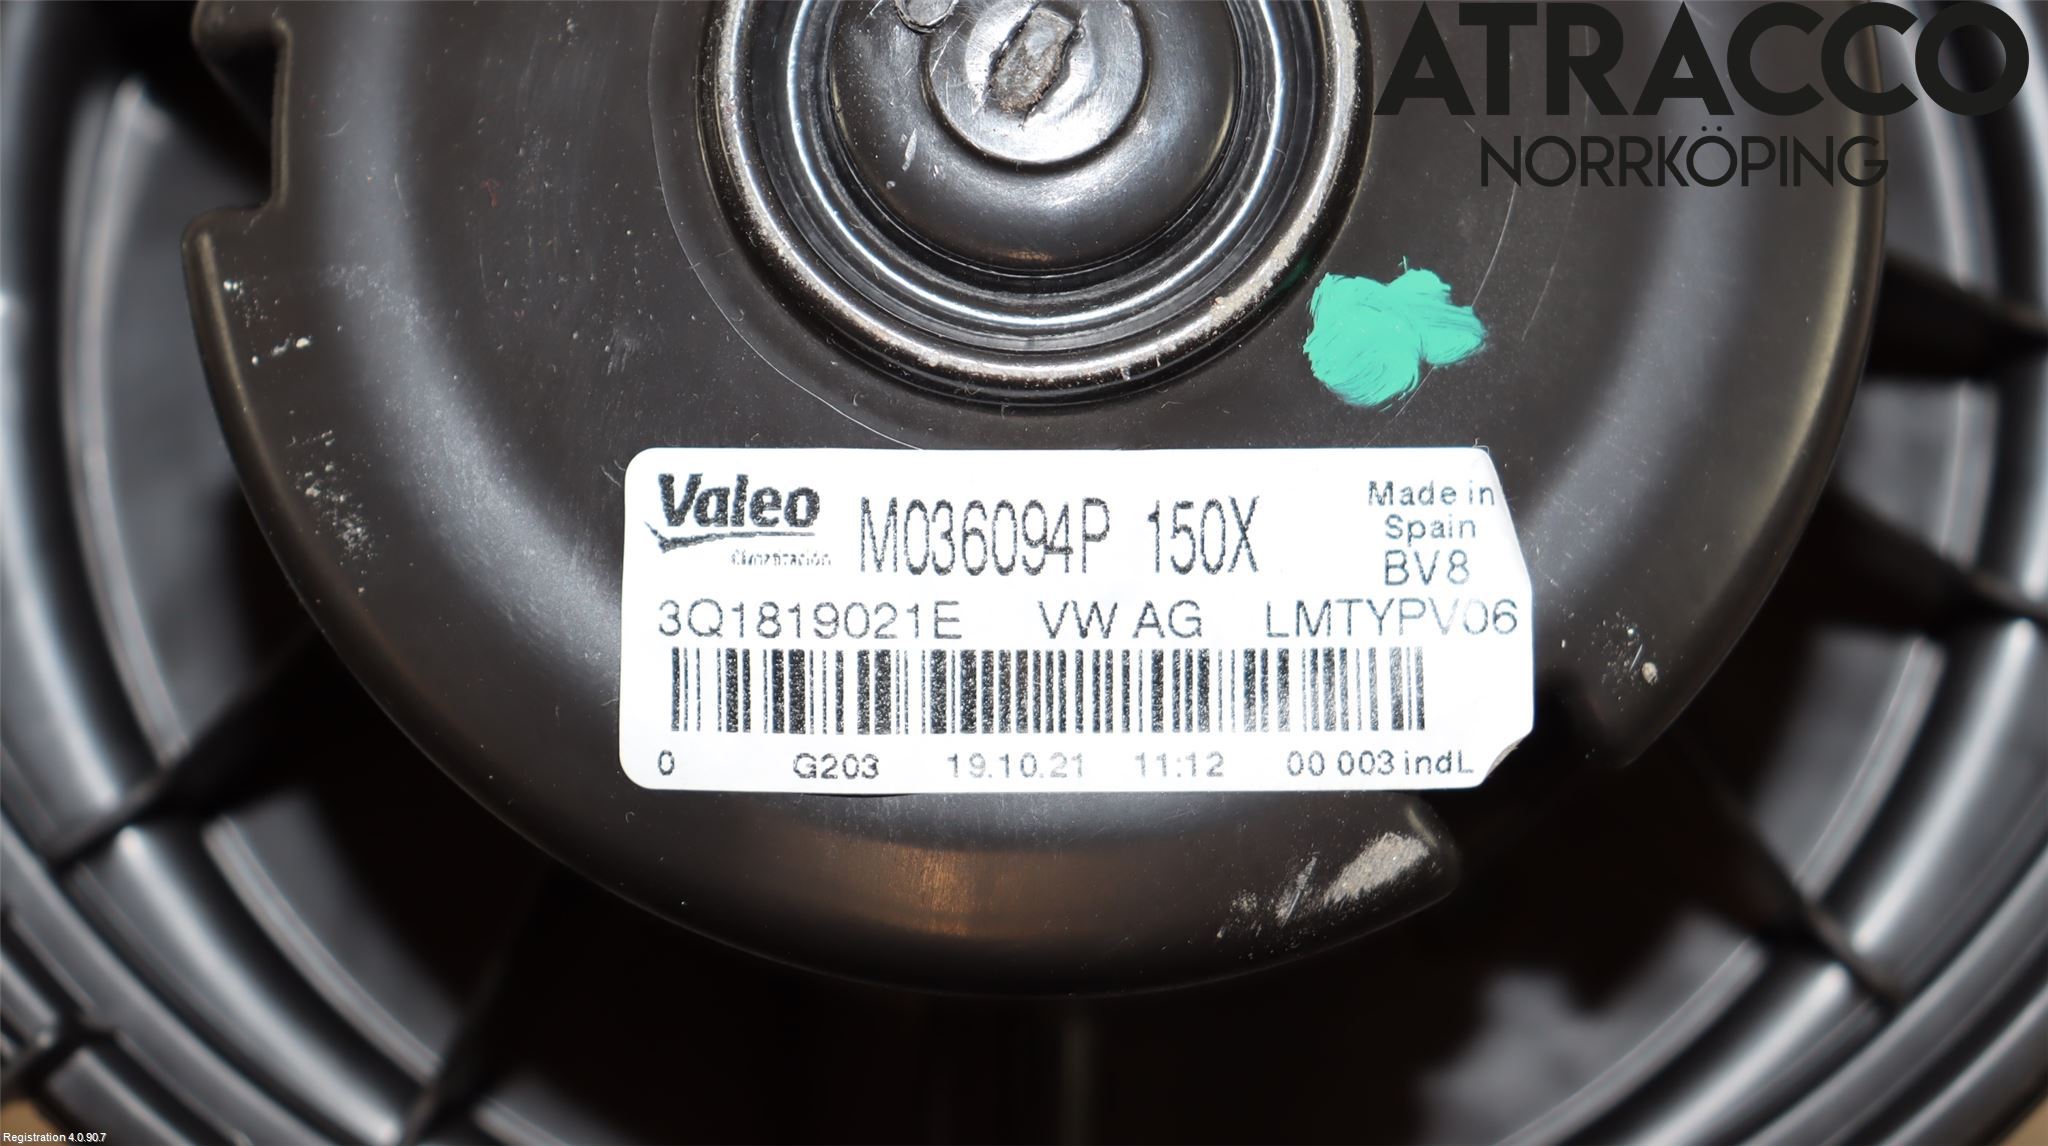 ATRACCO
NORRKÖPING
Valeo
Climatización
M036094P 150X
Made in
Spain
BV8
3Q1819021E VW AG LMTYPV06
0 G203 19.10.21 11:12 00 003 indL
Registration 4.0.90.7